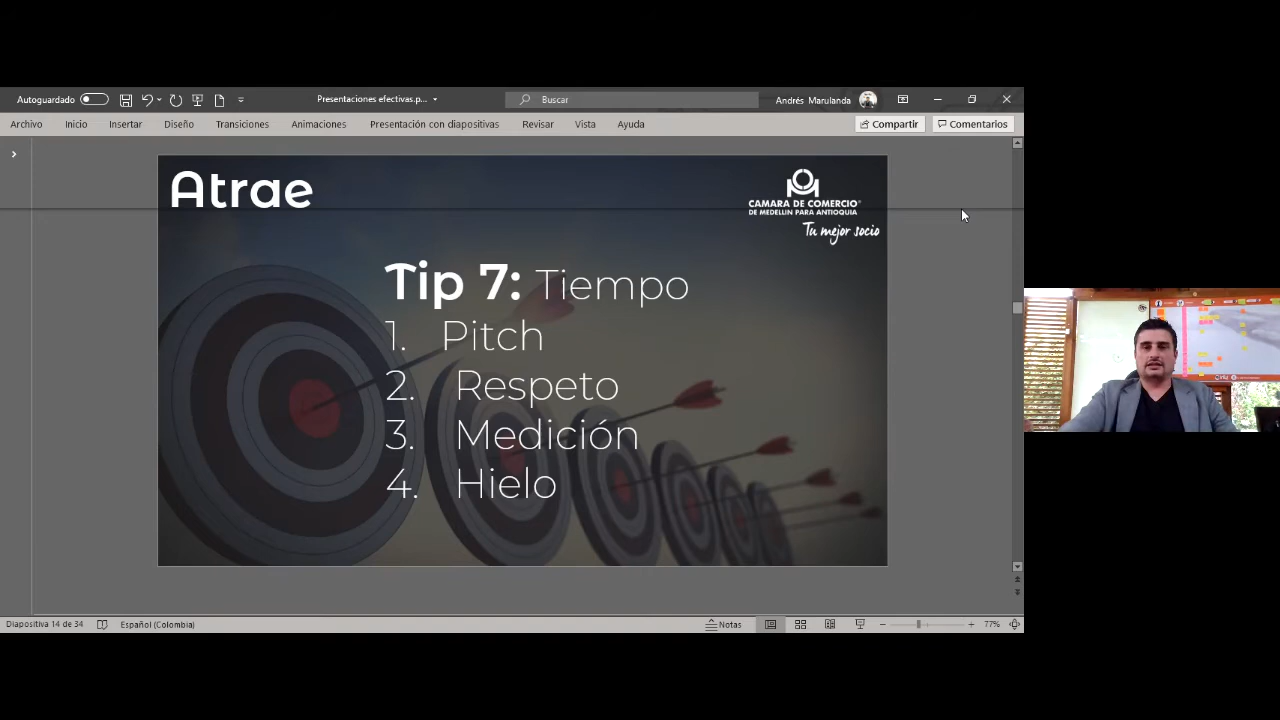 Autoguardado
Presentaciones efectivas.p...
Buscar
Andrés Marulanda
Archivo
Inicio
Insertar
Diseño
Transiciones
Animaciones
Presentación con diapositivas
Revisar
Vista
Ayuda
Compartir
Comentarios
Atrae
CAMARA DE COMERCIO®
DE MEDELLIN PARA ANTIOQUIA
Tu mejor socio
Tip 7: Tiempo
1. Pitch
2. Respeto
3. Medición
4. Hielo
Diapositiva 14 de 34
Español (Colombia)
Notas
77%